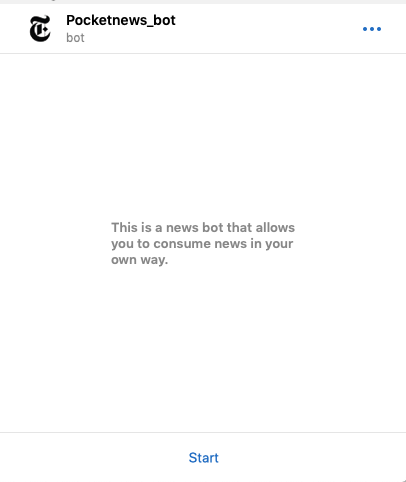 Pocketnews_bot
bot
This is a news bot that allows
you to consume news in your
own way.
Start